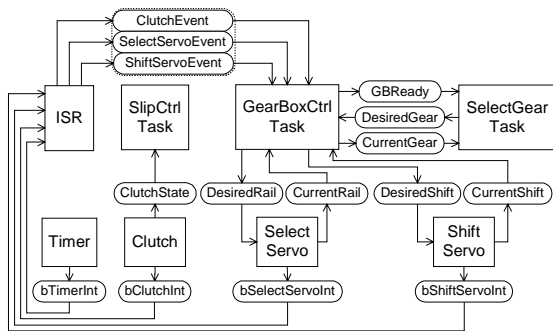 ClutchEvent
SelectServoEvent
ShiftServoEvent
ISR
SlipCtrl
Task
GearBoxCtrl
Task
GBReady
DesiredGear
CurrentGear
SelectGear
Task
ClutchState
DesiredRail
CurrentRail
DesiredShift
CurrentShift
Timer
Clutch
Select
Servo
Shift
Servo
bTimerInt
bClutchInt
bSelectServoInt
bShiftServoInt